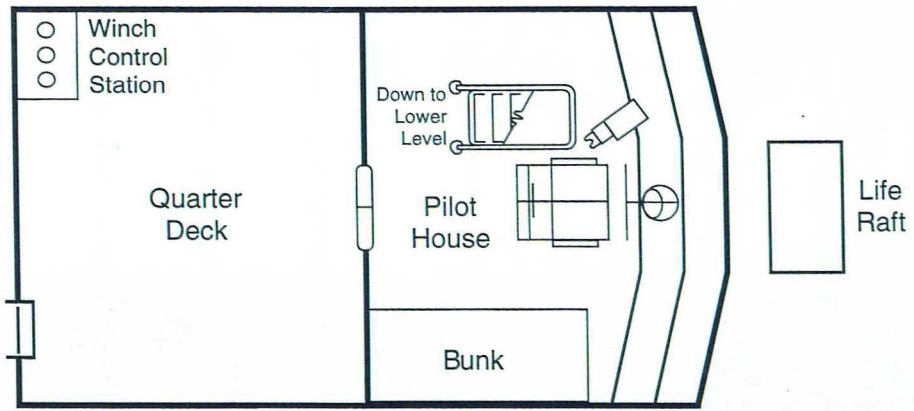 Winch
Control
Station
Down to
Lower
Level
Quarter
Deck
Pilot
House
Life
Raft
Bunk